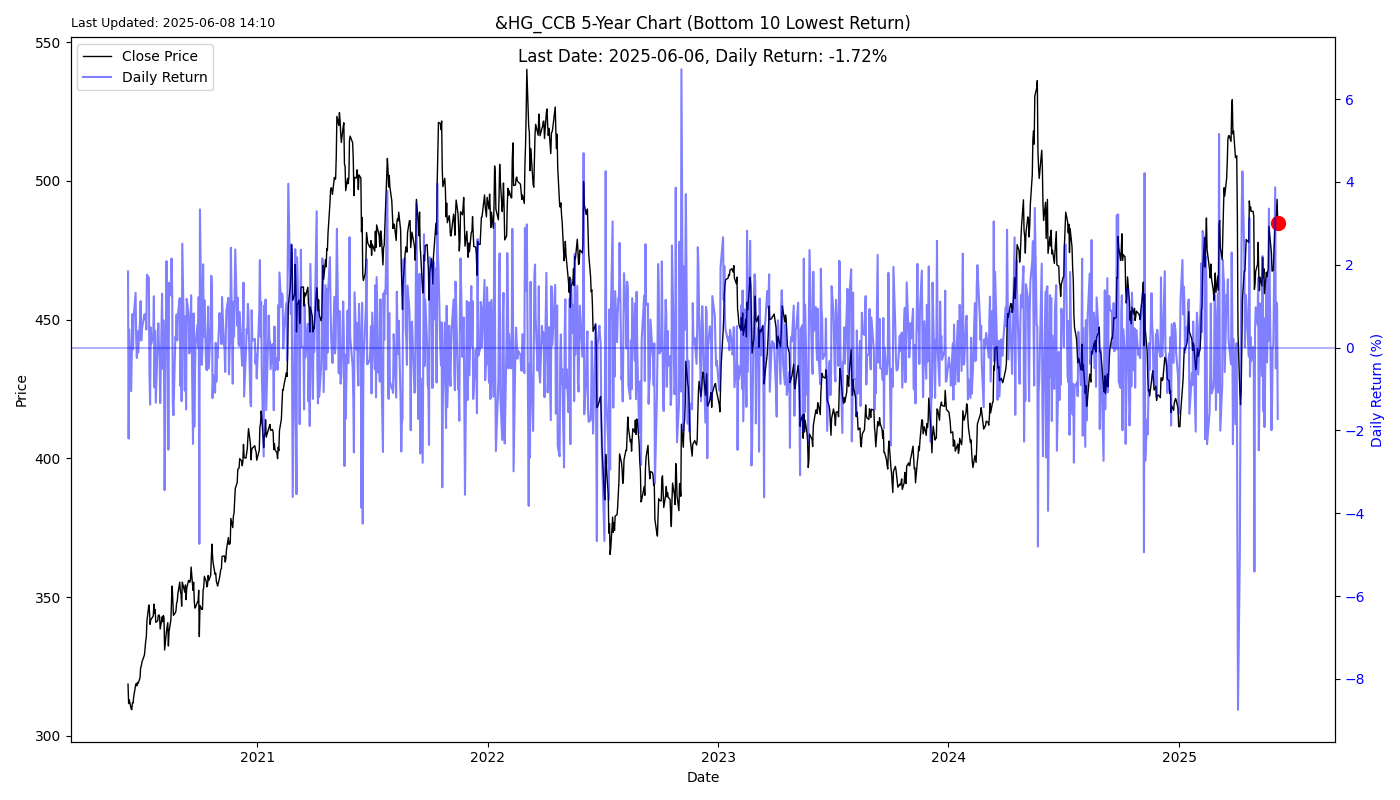 Last Updated: 2025-06-08 14:10
&HG_CCB 5-Year Chart (Bottom 10 Lowest Return)
Last Date: 2025-06-06, Daily Return: -1.72%
Close Price
Daily Return
550
500
450
400
350
300
Price
6
4
2
0
−2
−4
−6
−8
Daily Return (%)
2021
2022
2023
2024
2025
Date